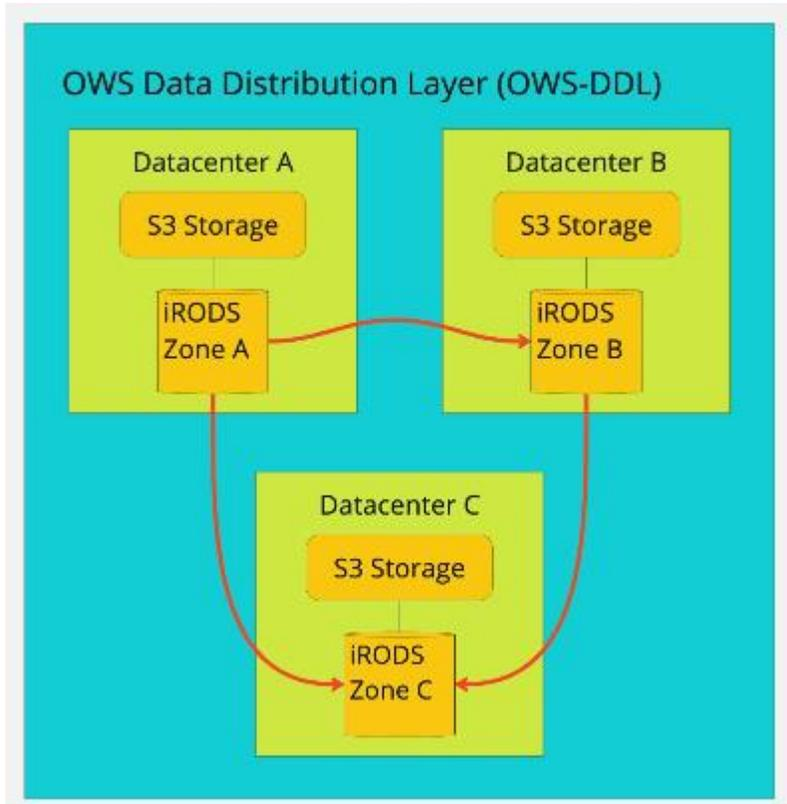 OWS Data Distribution Layer (OWS-DDL)
Datacenter A
S3 Storage
iRODS
Zone A
Datacenter B
S3 Storage
iRODS
Zone B
Datacenter C
S3 Storage
iRODS
Zone C